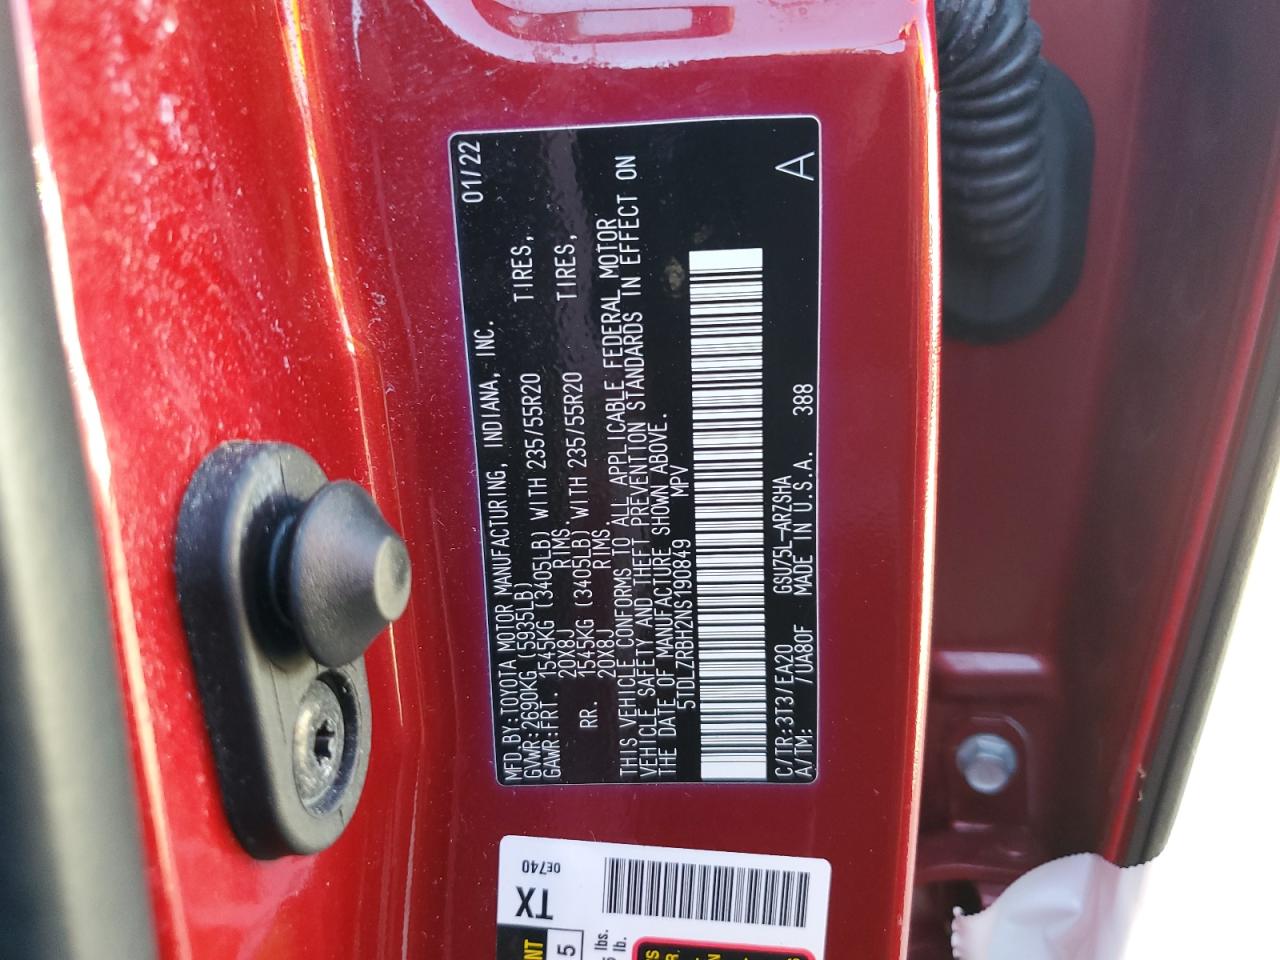 MFD.BY:TOYOTA MOTOR MANUFACTURING, INDIANA, INC. 01/22
GVWR:2690KG (5935LB)
GAWR:FRT. 1545KG (3405LB) WITH 235/55R20 TIRES,
20X8J RIMS.
RR. 1545KG (3405LB) WITH 235/55R20 TIRES,
20X8J RIMS.
THIS VEHICLE CONFORMS TO ALL APPLICABLE FEDERAL MOTOR
VEHICLE SAFETY AND THEFT PREVENTION STANDARDS IN EFFECT ON
THE DATE OF MANUFACTURE SHOWN ABOVE.
5TDLZRBH2NS190849 MPV
C/TR:3T3/EA20 GSU75L-ARZSHA
A/TM: /UA80F MADE IN U.S.A. 388 A
0E740
TX
5 lbs.
lb.